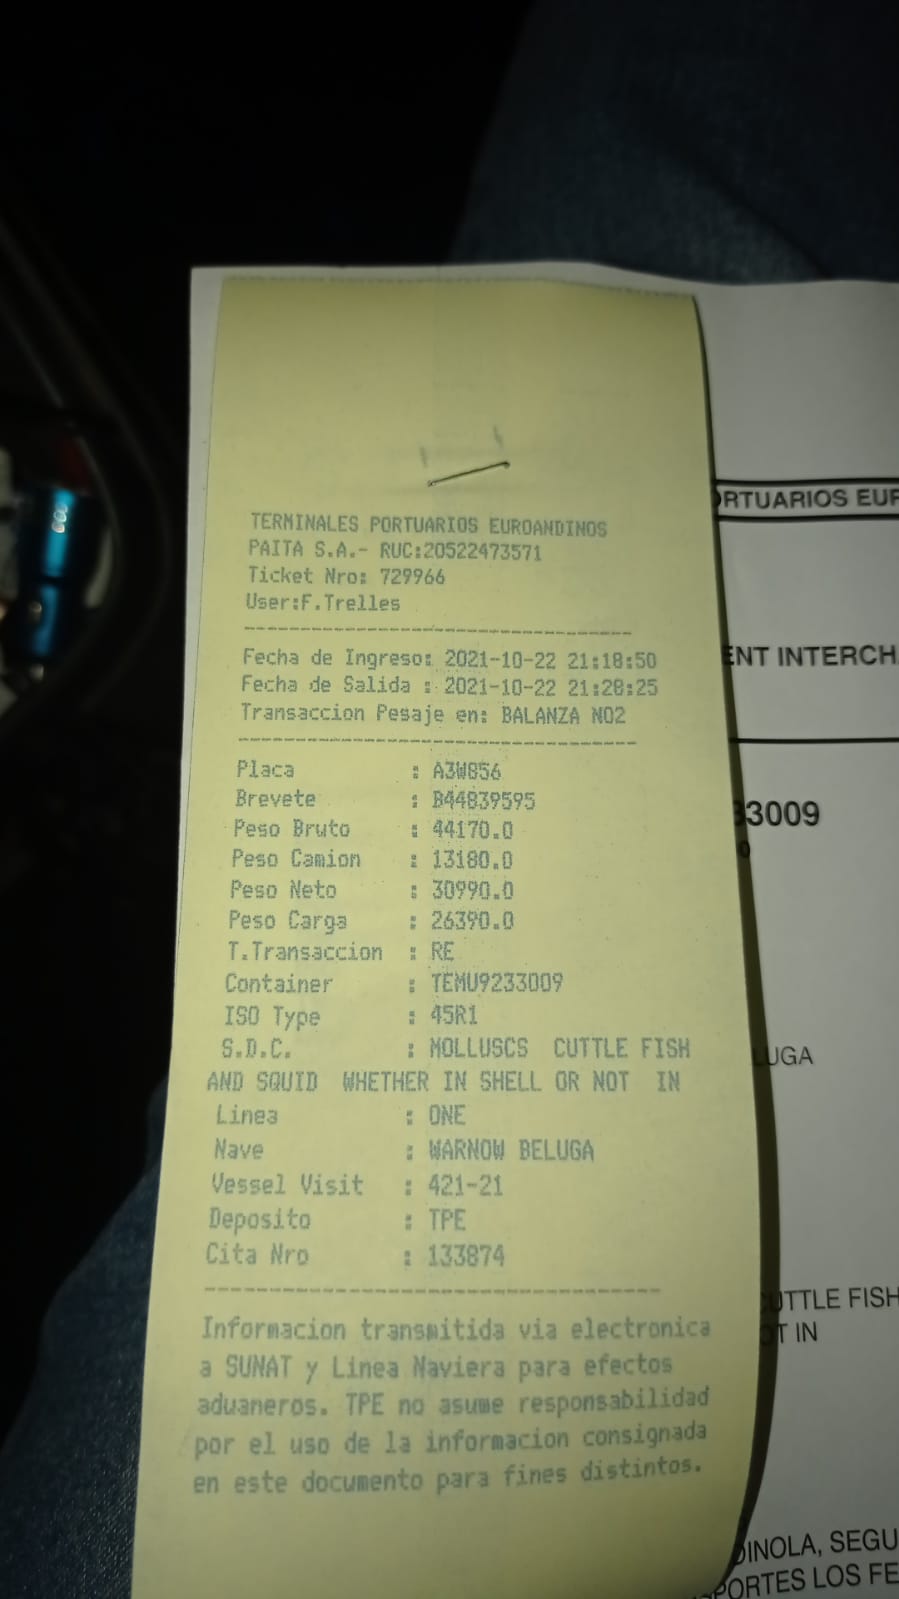 TERMINALES PORTUARIOS EUROANDINOS
PAITA S.A.- RUC:20522473571
Ticket Nro: 729966
User:F.Trelles
Fecha de Ingreso: 2021-10-22 21:18:50
Fecha de Salida : 2021-10-22 21:28:25
Transaccion Pesaje en: BALANZA NO2
Placa : A3W856
Brevete : B44839595
Peso Bruto : 44170.0
Peso Camion : 13180.0
Peso Neto : 30990.0
Peso Carga : 26390.0
T.Transaccion : RE
Container : TEMU9233009
ISO Type : 45R1
S.D.C. : MOLLUSCS CUTTLE FISH
AND SQUID WHETHER IN SHELL OR NOT IN
Linea : ONE
Nave : WARNOW BELUGA
Vessel Visit : 421-21
Deposito : TPE
Cita Nro : 133874
Informacion transmitida via electronica
a SUNAT y Linea Naviera para efectos
aduaneros. TPE no asume responsabilidad
por el uso de la informacion consignada
en este documento para fines distintos.
RTUARIOS EUR
ENT INTERCH
33009
LUGA
CUTTLE FISH
OT IN
DINOLA, SEGU
SPORTES LOS FE